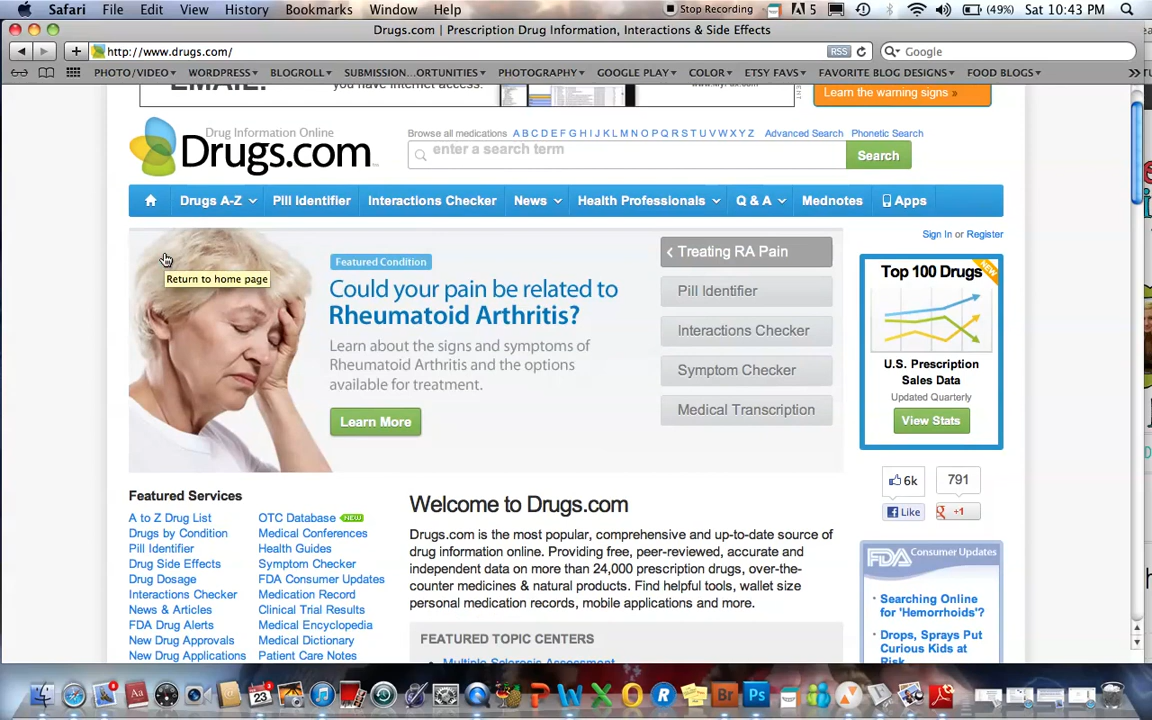 Safari File Edit View History Bookmarks Window Help Stop Recording 5 (49%) Sat 10:43 PM
Drugs.com | Prescription Drug Information, Interactions & Side Effects
http://www.drugs.com/ RSS Google
PHOTO/VIDEO WORDPRESS BLOGROLL SUBMISSION...ORTUNITIES PHOTOGRAPHY GOOGLE PLAY COLOR ETSY FAVS FAVORITE BLOG DESIGNS FOOD BLOGS
you have internet access.
Learn the warning signs »
Drug Information Online
Drugs.com
Browse all medications A B C D E F G H I J K L M N O P Q R S T U V W X Y Z Advanced Search Phonetic Search
enter a search term Search
Drugs A-Z Pill Identifier Interactions Checker News Health Professionals Q & A Mednotes Apps
Sign In or Register
Return to home page
Featured Condition
Could your pain be related to
Rheumatoid Arthritis?
Learn about the signs and symptoms of
Rheumatoid Arthritis and the options
available for treatment.
Learn More
Treating RA Pain
Pill Identifier
Interactions Checker
Symptom Checker
Medical Transcription
Top 100 Drugs NEW
U.S. Prescription
Sales Data
Updated Quarterly
View Stats
6k 791
Like +1
Featured Services
A to Z Drug List
Drugs by Condition
Pill Identifier
Drug Side Effects
Drug Dosage
Interactions Checker
News & Articles
FDA Drug Alerts
New Drug Approvals
New Drug Applications
OTC Database NEW
Medical Conferences
Health Guides
Symptom Checker
FDA Consumer Updates
Medication Record
Clinical Trial Results
Medical Encyclopedia
Medical Dictionary
Patient Care Notes
Welcome to Drugs.com
Drugs.com is the most popular, comprehensive and up-to-date source of
drug information online. Providing free, peer-reviewed, accurate and
independent data on more than 24,000 prescription drugs, over-the-
counter medicines & natural products. Find helpful tools, wallet size
personal medication records, mobile applications and more.
FEATURED TOPIC CENTERS
Multiple Sclerosis Assessment
FDA Consumer Updates
Searching Online
for 'Hemorrhoids'?
Drops, Sprays Put
Curious Kids at
Risk